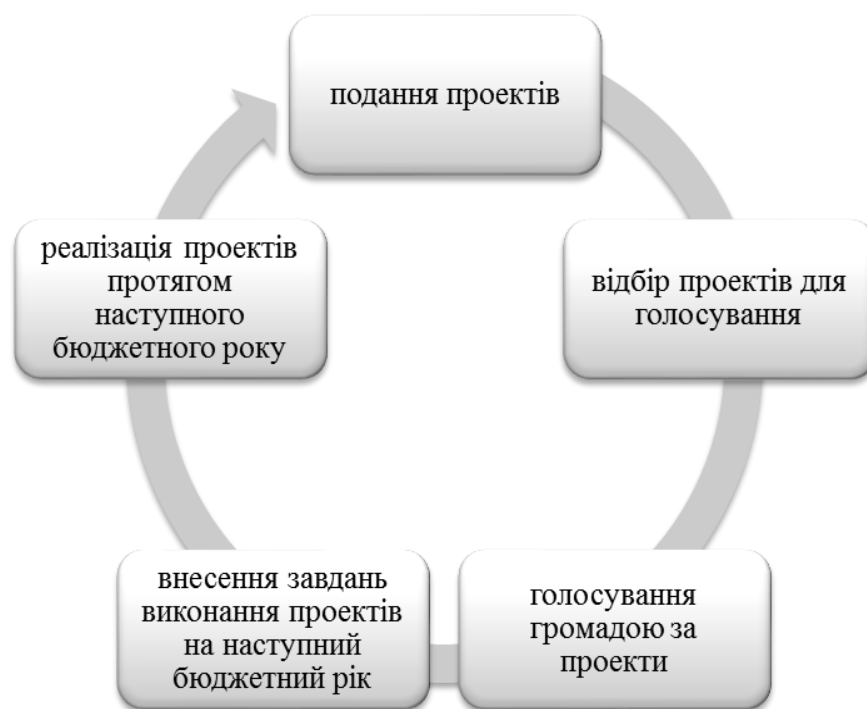 подання проектів
відбір проектів для
голосування
голосування
громадою за
проекти
внесення завдань
виконання проектів
на наступний
бюджетний рік
реалізація проектів
протягом
наступного
бюджетного року